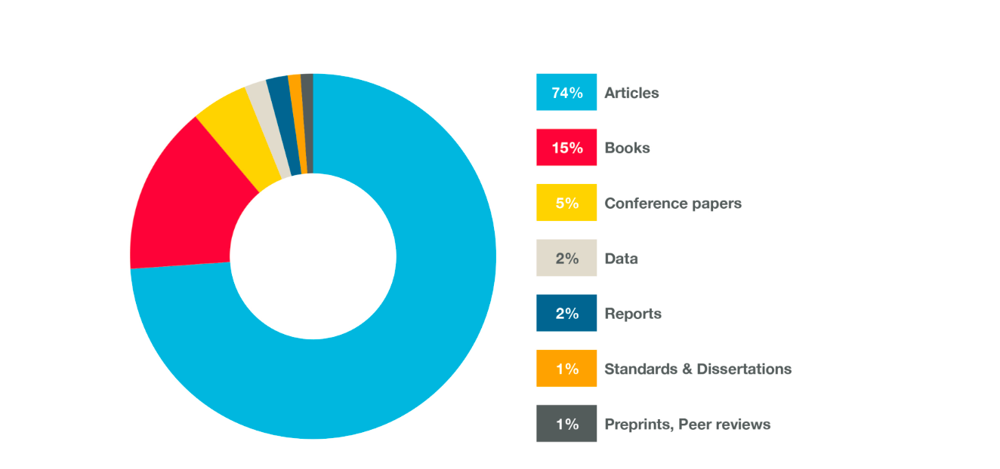 74% Articles
15% Books
5% Conference papers
2% Data
2% Reports
1% Standards & Dissertations
1% Preprints, Peer reviews